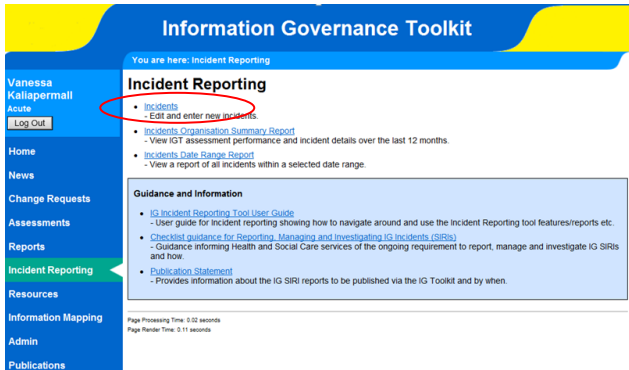 Information Governance Toolkit
You are here: Incident Reporting
Vanessa
Kaliapermall
Acute
Log Out
Home
News
Change Requests
Assessments
Reports
Incident Reporting
Resources
Information Mapping
Admin
Publications
Incident Reporting
• Incidents
- Edit and enter new incidents.
• Incidents Organisation Summary Report
- View IGT assessment performance and incident details over the last 12 months.
• Incidents Date Range Report
- View a report of all incidents within a selected date range.
Guidance and Information
• IG Incident Reporting Tool User Guide
- User guide for Incident reporting showing how to navigate around and use the Incident Reporting tool features/reports etc.
• Checklist guidance for Reporting, Managing and Investigating IG Incidents (SIRIs)
- Guidance informing Health and Social Care services of the ongoing requirement to report, manage and investigate IG SIRIs
and how.
• Publication Statement
- Provides information about the IG SIRI reports to be published via the IG Toolkit and by when.
Page Processing Time: 0.02 seconds
Page Render Time: 0.11 seconds